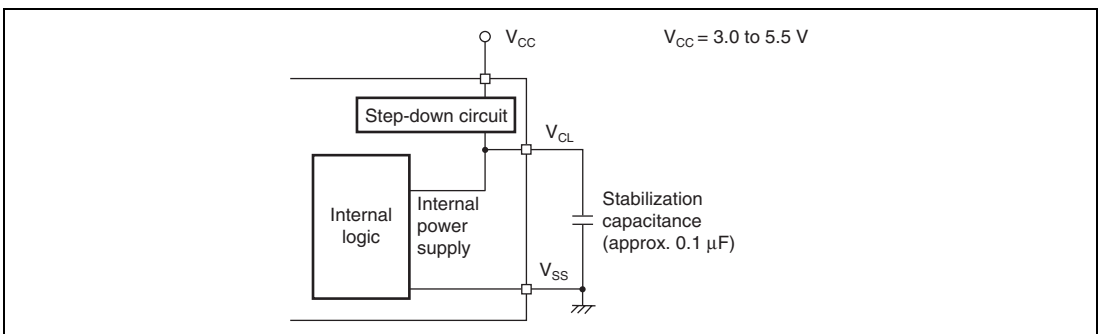 V_CC
V_CC = 3.0 to 5.5 V
Step-down circuit
V_CL
Internal
logic
Internal
power
supply
Stabilization
capacitance
(approx. 0.1 μF)
V_SS